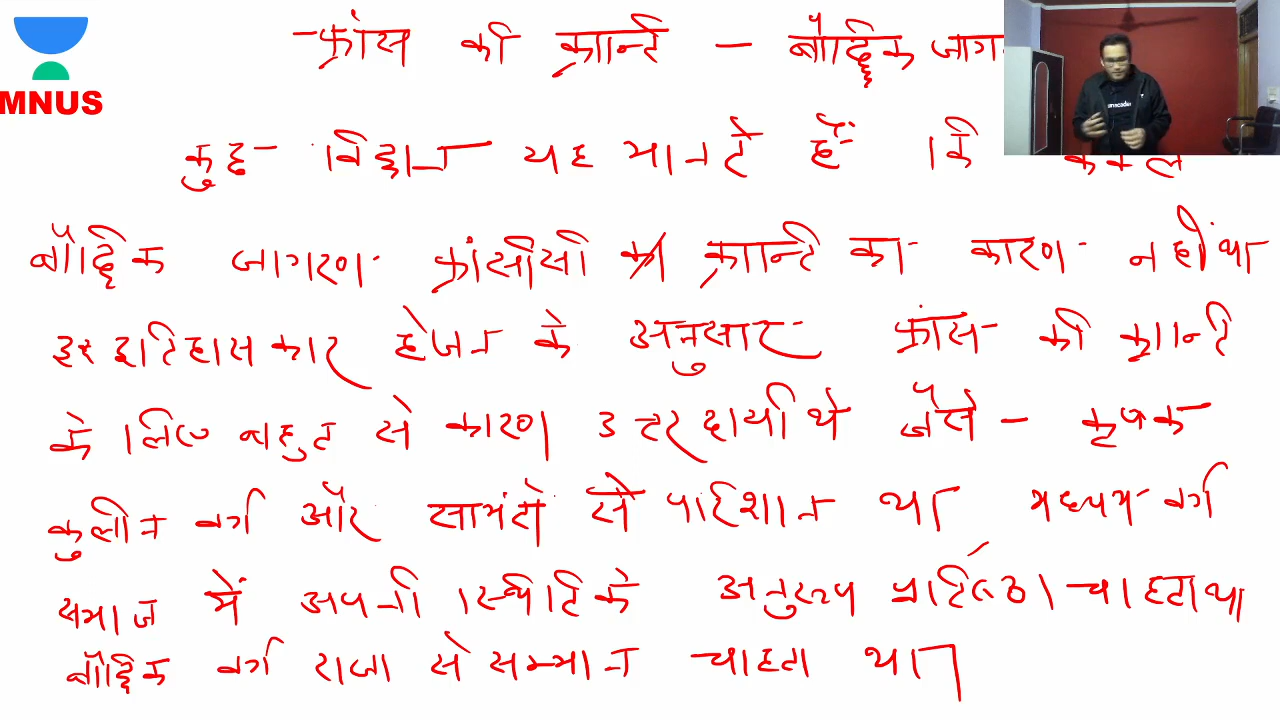 MNUS
फ्रांस की क्रान्ति – बौद्धिक जाग
कुछ विद्वान यह मानते हैं कि केवल
बौद्धिक जागरण फ्रांसीसी क्रान्ति का कारण नहीं था
इतिहासकार हेजन के अनुसार फ्रांस की क्रान्ति
के लिए बहुत से कारण उत्तरदायी थे जैसे – कृषक
कुलीन वर्ग और सामंतो से परिशान था मध्यम वर्ग
समाज में अपनी स्थिति के अनुरूप प्रतिष्ठा चाहता था
बौद्धिक वर्ग राजा से सम्मान चाहता था